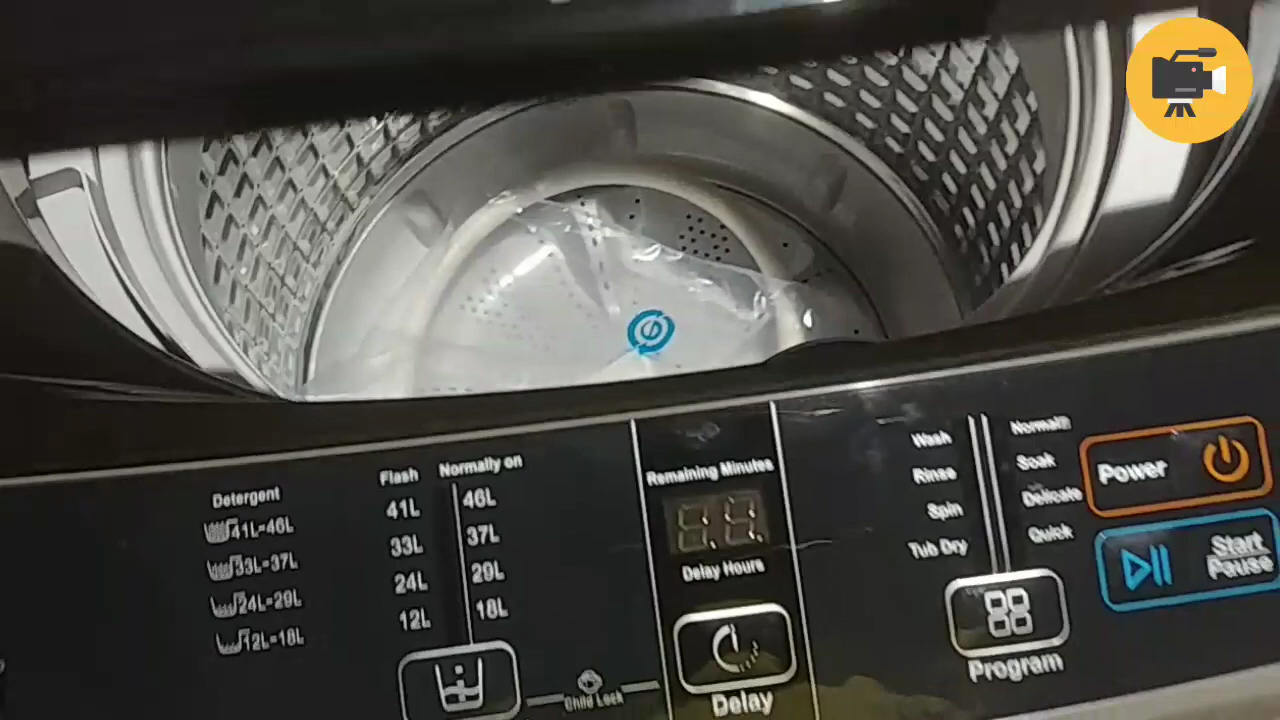 Detergent
41L=46L
33L=37L
24L=29L
12L=18L
Flash Normally on
41L 46L
33L 37L
24L 29L
12L 18L
Child Lock
Remaining Minutes
Delay Hours
Delay
Wash
Rinse
Spin
Tub Dry
Soak
Delicate
Quick
Program
Power
Start
Pause